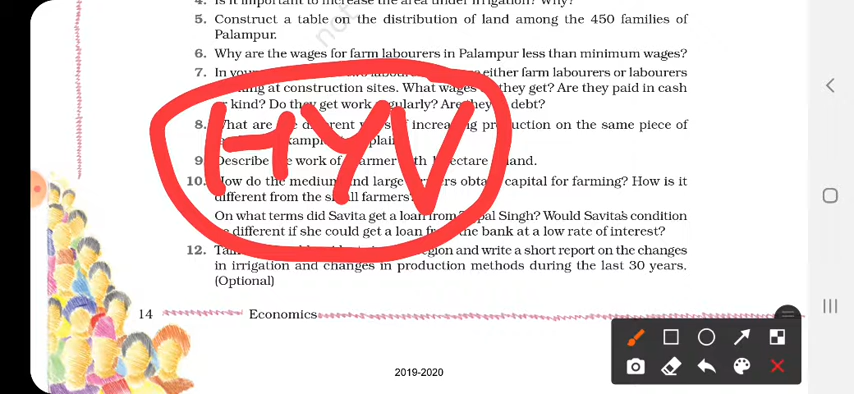 4. Is it important to increase the area under irrigation? Why?
5. Construct a table on the distribution of land among the 450 families of
Palampur.
6. Why are the wages for farm labourers in Palampur less than minimum wages?
7. In labourers either farm labourers or labourers
at construction sites. What wages they get? Are they paid in cash
or kind? Do they get work regularly? Are they debt?
8. What are different of increasing production on the same piece of
9. Describe work of farmer with hectare land.
10. How do the medium and large obtain capital for farming? How is it
different from the small farmers?
On what terms did Savita get a loan from Singh? Would Savita's condition
different if she could get a loan the bank at a low rate of interest?
12. region and write a short report on the changes
in irrigation and changes in production methods during the last 30 years.
(Optional)
HYV
14 Economics
2019-2020